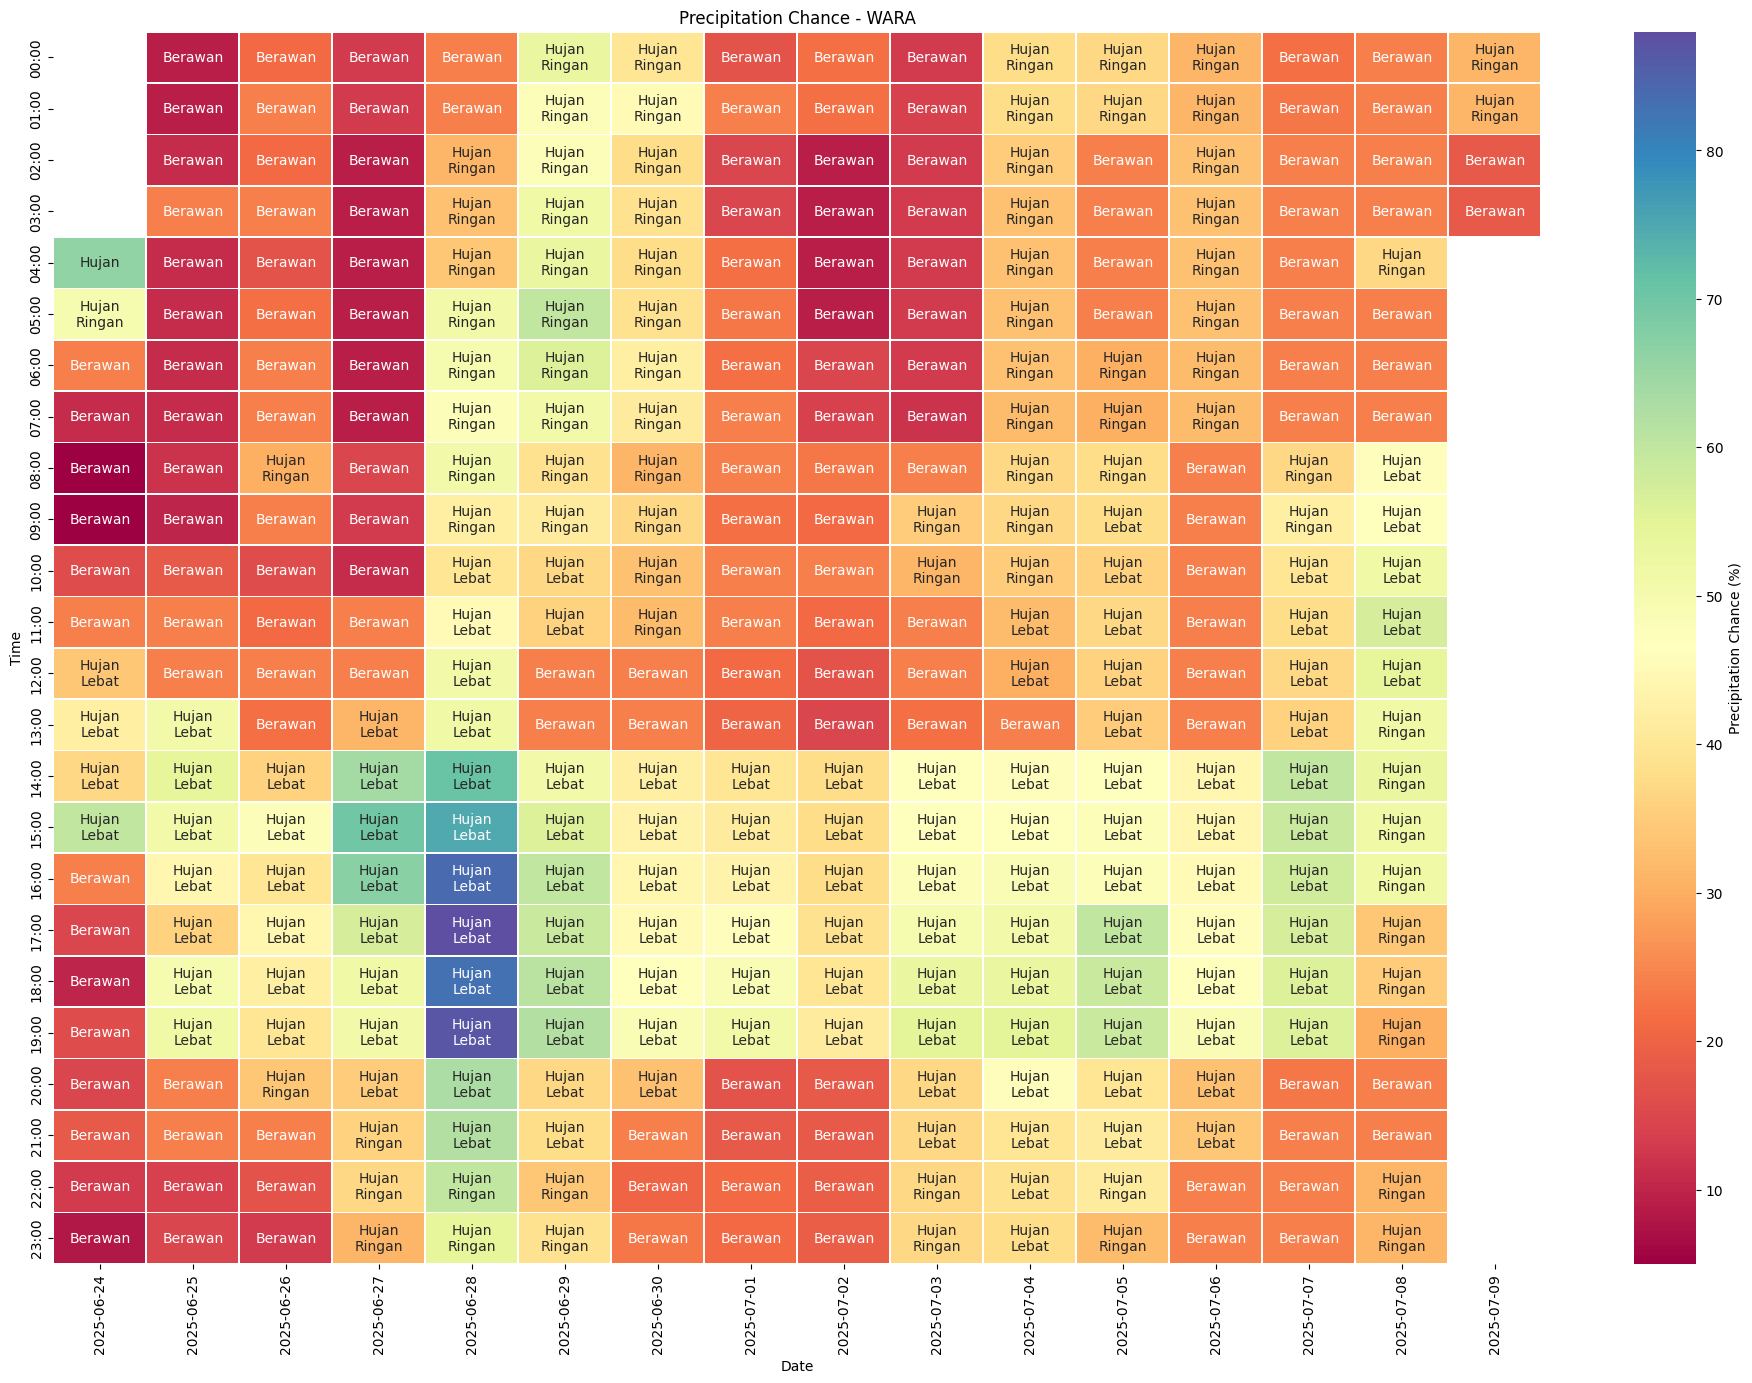 Precipitation Chance - WARA
00:00 Berawan Berawan Berawan Berawan Hujan Ringan Hujan Ringan Berawan Berawan Berawan Hujan Ringan Hujan Ringan Hujan Ringan Berawan Berawan Hujan Ringan
01:00 Berawan Berawan Berawan Berawan Hujan Ringan Hujan Ringan Berawan Berawan Berawan Hujan Ringan Hujan Ringan Hujan Ringan Berawan Berawan Hujan Ringan
02:00 Berawan Berawan Berawan Hujan Ringan Hujan Ringan Hujan Ringan Berawan Berawan Berawan Hujan Ringan Berawan Hujan Ringan Berawan Berawan Berawan
03:00 Berawan Berawan Berawan Hujan Ringan Hujan Ringan Hujan Ringan Berawan Berawan Berawan Hujan Ringan Berawan Hujan Ringan Berawan Berawan Berawan
04:00 Hujan Berawan Berawan Berawan Hujan Ringan Hujan Ringan Hujan Ringan Berawan Berawan Berawan Hujan Ringan Berawan Hujan Ringan Berawan Hujan Ringan
05:00 Hujan Ringan Berawan Berawan Berawan Hujan Ringan Hujan Ringan Hujan Ringan Berawan Berawan Berawan Hujan Ringan Berawan Hujan Ringan Berawan Berawan
06:00 Berawan Berawan Berawan Berawan Hujan Ringan Hujan Ringan Hujan Ringan Berawan Berawan Berawan Hujan Ringan Hujan Ringan Hujan Ringan Berawan Berawan
07:00 Berawan Berawan Berawan Berawan Hujan Ringan Hujan Ringan Hujan Ringan Berawan Berawan Berawan Hujan Ringan Hujan Ringan Hujan Ringan Berawan Berawan
08:00 Berawan Berawan Hujan Ringan Berawan Hujan Ringan Hujan Ringan Hujan Ringan Berawan Berawan Berawan Hujan Ringan Hujan Ringan Berawan Hujan Ringan Hujan Lebat
09:00 Berawan Berawan Berawan Berawan Hujan Ringan Hujan Ringan Hujan Ringan Berawan Berawan Hujan Ringan Hujan Ringan Hujan Lebat Berawan Hujan Ringan Hujan Lebat
10:00 Berawan Berawan Berawan Berawan Hujan Lebat Hujan Lebat Hujan Ringan Berawan Berawan Hujan Ringan Hujan Ringan Hujan Lebat Berawan Hujan Lebat Hujan Lebat
11:00 Berawan Berawan Berawan Berawan Hujan Lebat Hujan Lebat Hujan Ringan Berawan Berawan Berawan Hujan Lebat Hujan Lebat Berawan Hujan Lebat Hujan Lebat
12:00 Hujan Lebat Berawan Berawan Berawan Hujan Lebat Berawan Berawan Berawan Berawan Berawan Hujan Lebat Hujan Lebat Berawan Hujan Lebat Hujan Lebat
13:00 Hujan Lebat Hujan Lebat Berawan Hujan Lebat Hujan Lebat Berawan Berawan Berawan Berawan Berawan Berawan Hujan Lebat Berawan Hujan Lebat Hujan Ringan
14:00 Hujan Lebat Hujan Lebat Hujan Lebat Hujan Lebat Hujan Lebat Hujan Lebat Hujan Lebat Hujan Lebat Hujan Lebat Hujan Lebat Hujan Lebat Hujan Lebat Hujan Lebat Hujan Lebat Hujan Ringan
15:00 Hujan Lebat Hujan Lebat Hujan Lebat Hujan Lebat Hujan Lebat Hujan Lebat Hujan Lebat Hujan Lebat Hujan Lebat Hujan Lebat Hujan Lebat Hujan Lebat Hujan Lebat Hujan Lebat Hujan Ringan
16:00 Berawan Hujan Lebat Hujan Lebat Hujan Lebat Hujan Lebat Hujan Lebat Hujan Lebat Hujan Lebat Hujan Lebat Hujan Lebat Hujan Lebat Hujan Lebat Hujan Lebat Hujan Lebat Hujan Ringan
17:00 Berawan Hujan Lebat Hujan Lebat Hujan Lebat Hujan Lebat Hujan Lebat Hujan Lebat Hujan Lebat Hujan Lebat Hujan Lebat Hujan Lebat Hujan Lebat Hujan Lebat Hujan Lebat Hujan Ringan
18:00 Berawan Hujan Lebat Hujan Lebat Hujan Lebat Hujan Lebat Hujan Lebat Hujan Lebat Hujan Lebat Hujan Lebat Hujan Lebat Hujan Lebat Hujan Lebat Hujan Lebat Hujan Lebat Hujan Ringan
19:00 Berawan Hujan Lebat Hujan Lebat Hujan Lebat Hujan Lebat Hujan Lebat Hujan Lebat Hujan Lebat Hujan Lebat Hujan Lebat Hujan Lebat Hujan Lebat Hujan Lebat Hujan Lebat Hujan Ringan
20:00 Berawan Berawan Hujan Ringan Hujan Lebat Hujan Lebat Hujan Lebat Hujan Lebat Berawan Berawan Hujan Lebat Hujan Lebat Hujan Lebat Hujan Lebat Berawan Berawan
21:00 Berawan Berawan Berawan Hujan Ringan Hujan Lebat Hujan Lebat Berawan Berawan Berawan Hujan Lebat Hujan Lebat Hujan Lebat Hujan Lebat Berawan Berawan
22:00 Berawan Berawan Berawan Hujan Ringan Hujan Ringan Hujan Ringan Berawan Berawan Berawan Hujan Ringan Hujan Lebat Hujan Ringan Berawan Berawan Hujan Ringan
23:00 Berawan Berawan Berawan Hujan Ringan Hujan Ringan Hujan Ringan Berawan Berawan Berawan Hujan Ringan Hujan Lebat Hujan Ringan Berawan Berawan Hujan Ringan
Time
2025-06-24 2025-06-25 2025-06-26 2025-06-27 2025-06-28 2025-06-29 2025-06-30 2025-07-01 2025-07-02 2025-07-03 2025-07-04 2025-07-05 2025-07-06 2025-07-07 2025-07-08 2025-07-09
Date
80
70
60
50
40
30
20
10
Precipitation Chance (%)